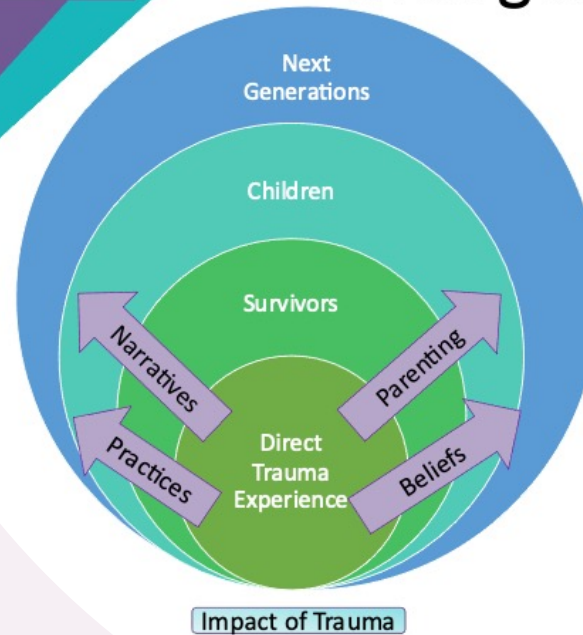 Next
Generations
Children
Survivors
Narratives
Parenting
Practices
Beliefs
Direct
Trauma
Experience
Impact of Trauma